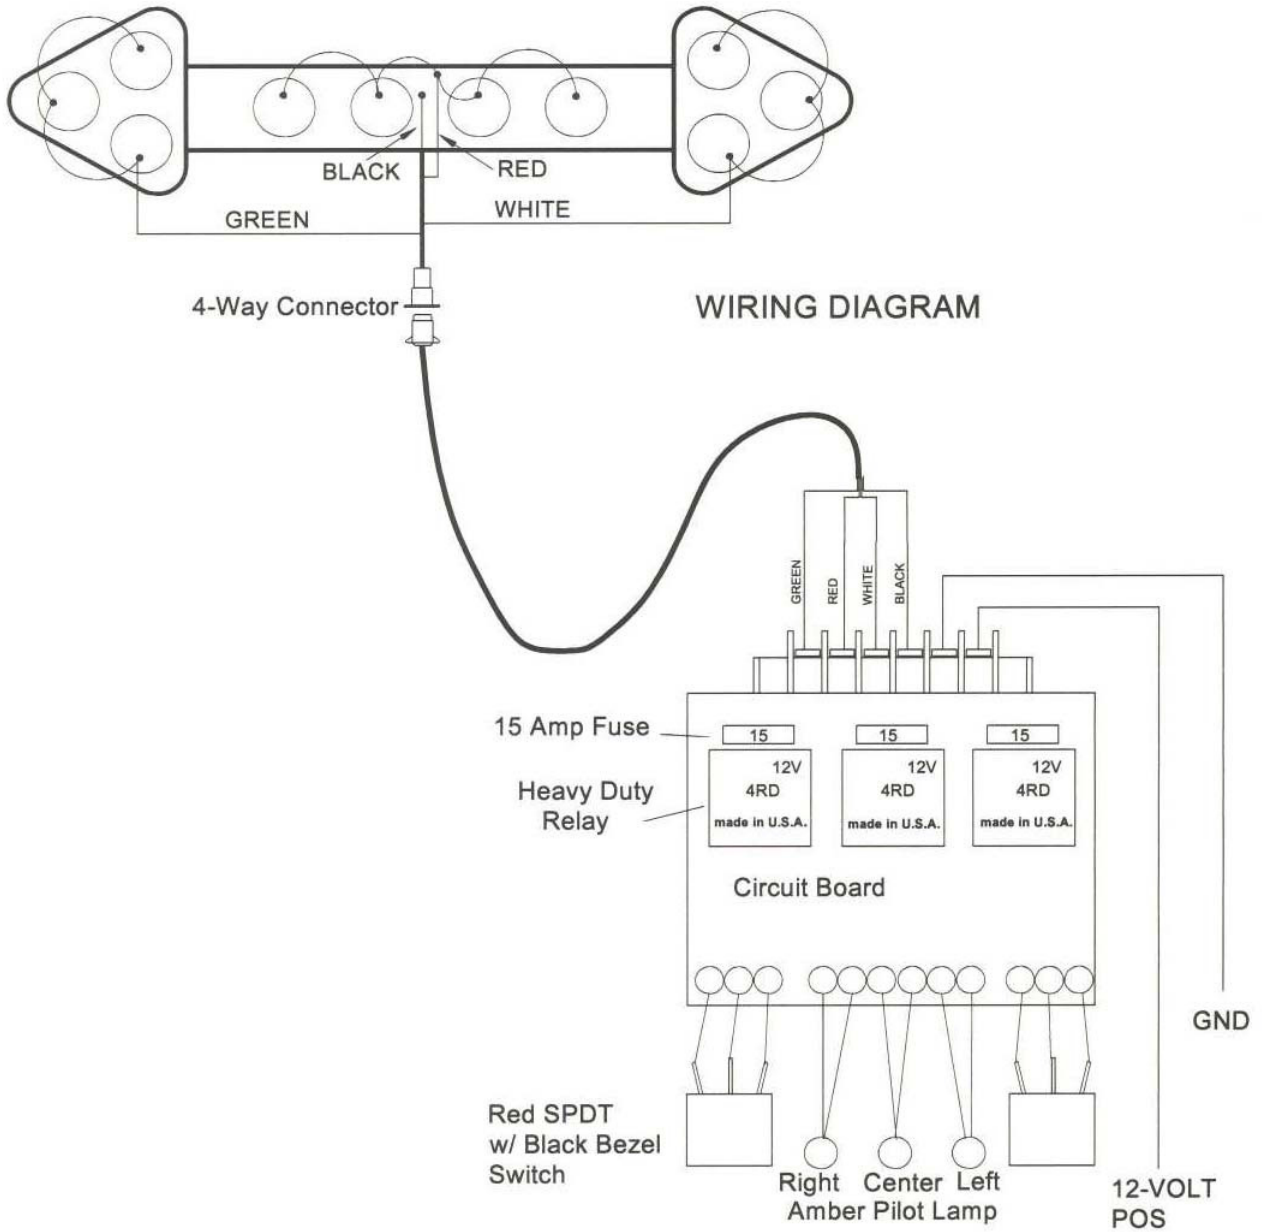 BLACK
RED
GREEN
WHITE
4-Way Connector
WIRING DIAGRAM
GREEN
RED
WHITE
BLACK
15 Amp Fuse
15
15
15
Heavy Duty
Relay
12V
4RD
made in U.S.A.
12V
4RD
made in U.S.A.
12V
4RD
made in U.S.A.
Circuit Board
GND
Red SPDT
w/ Black Bezel
Switch
Right Center Left
Amber Pilot Lamp
12-VOLT
POS